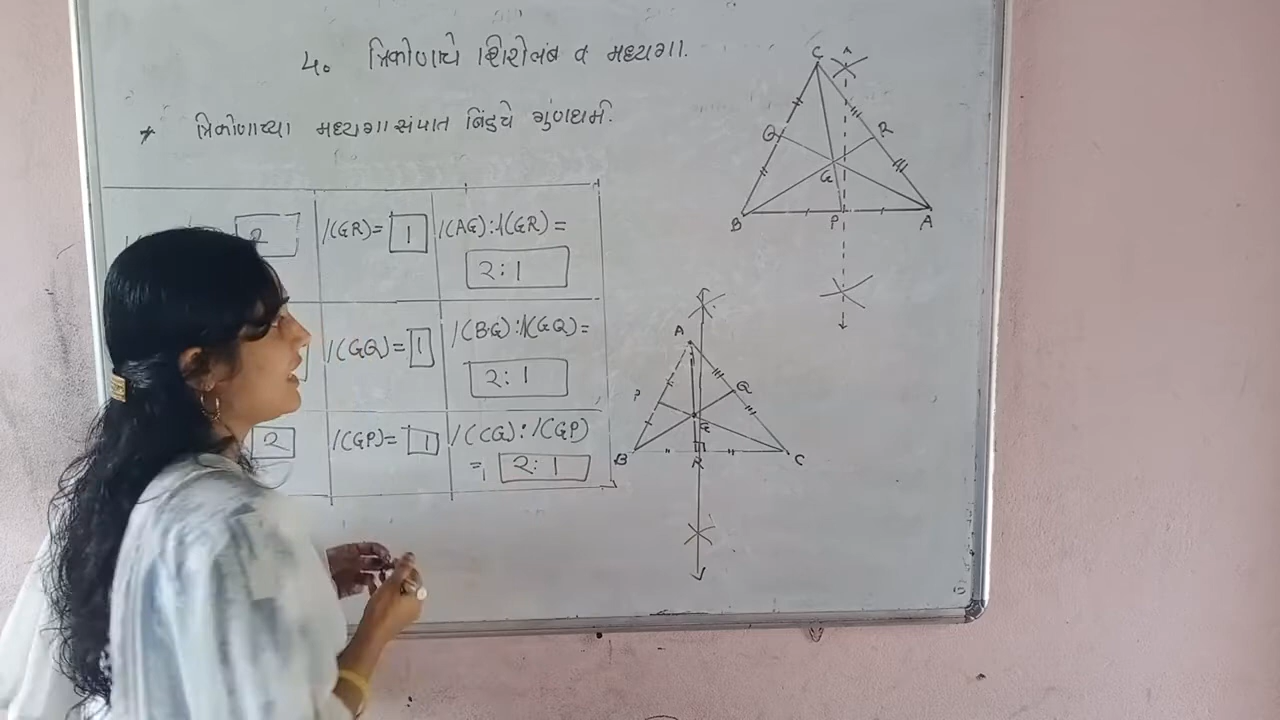 ४. त्रिकोणाचे शिरोलंब व मध्यगा.
* त्रिकोणाच्या मध्यगा संपात बिंदुचे गुंणधर्म.
2 l(GR)= 1 l(AG):l(GR)=
2:1
l(GQ)= 1 l(BG):l(GQ)=
2:1
2 l(GP)= 1 l(CG):l(GP)
= 2:1
C
Q R
G
B P A
A
P Q
G
B R C